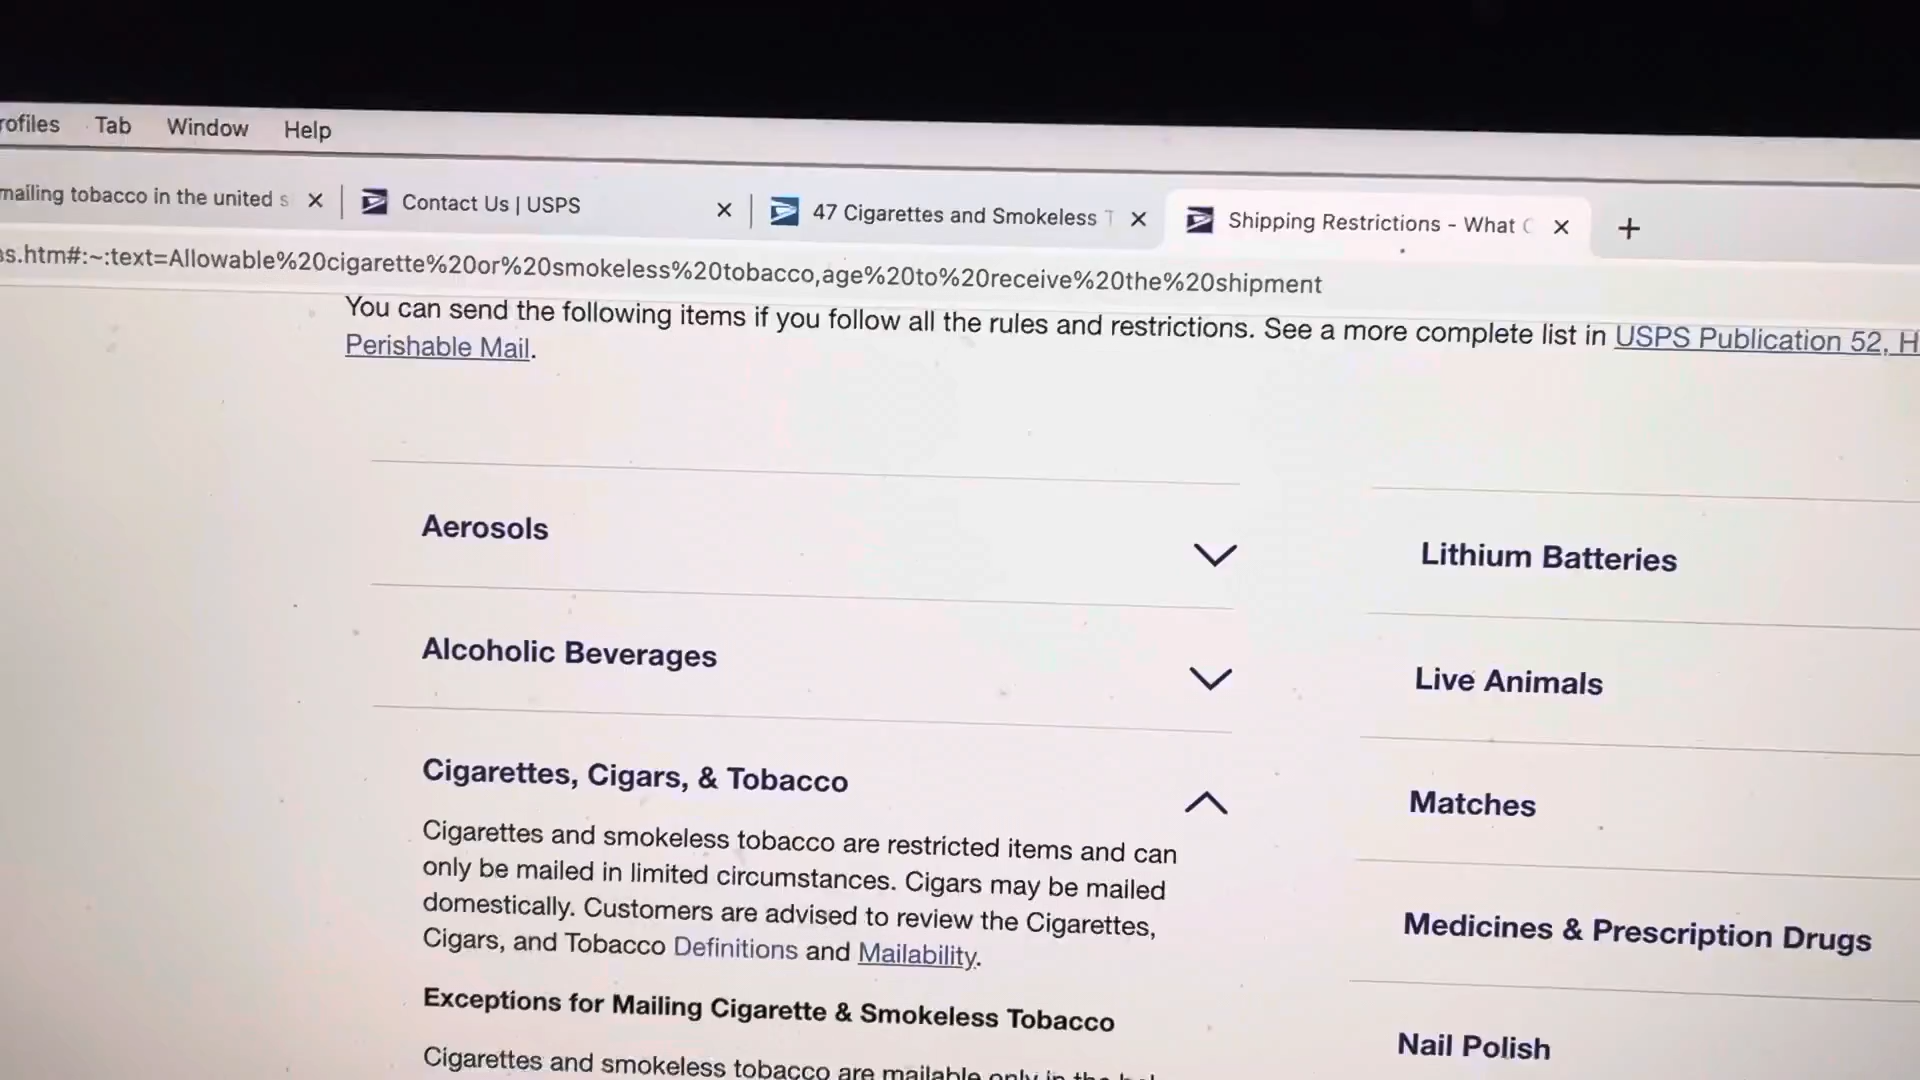 Tab Window Help
mailing tobacco in the united Contact Us | USPS 47 Cigarettes and Smokeless Shipping Restrictions - What
s.htm#:~:text=Allowable%20cigarette%20or%20smokeless%20tobacco,age%20to%20receive%20the%20shipment
You can send the following items if you follow all the rules and restrictions. See a more complete list in USPS Publication 52, H
Perishable Mail.
Aerosols
Alcoholic Beverages
Cigarettes, Cigars, & Tobacco
Cigarettes and smokeless tobacco are restricted items and can
only be mailed in limited circumstances. Cigars may be mailed
domestically. Customers are advised to review the Cigarettes,
Cigars, and Tobacco Definitions and Mailability.
Exceptions for Mailing Cigarette & Smokeless Tobacco
Cigarettes and smokeless tobacco are mailable only in
Lithium Batteries
Live Animals
Matches
Medicines & Prescription Drugs
Nail Polish